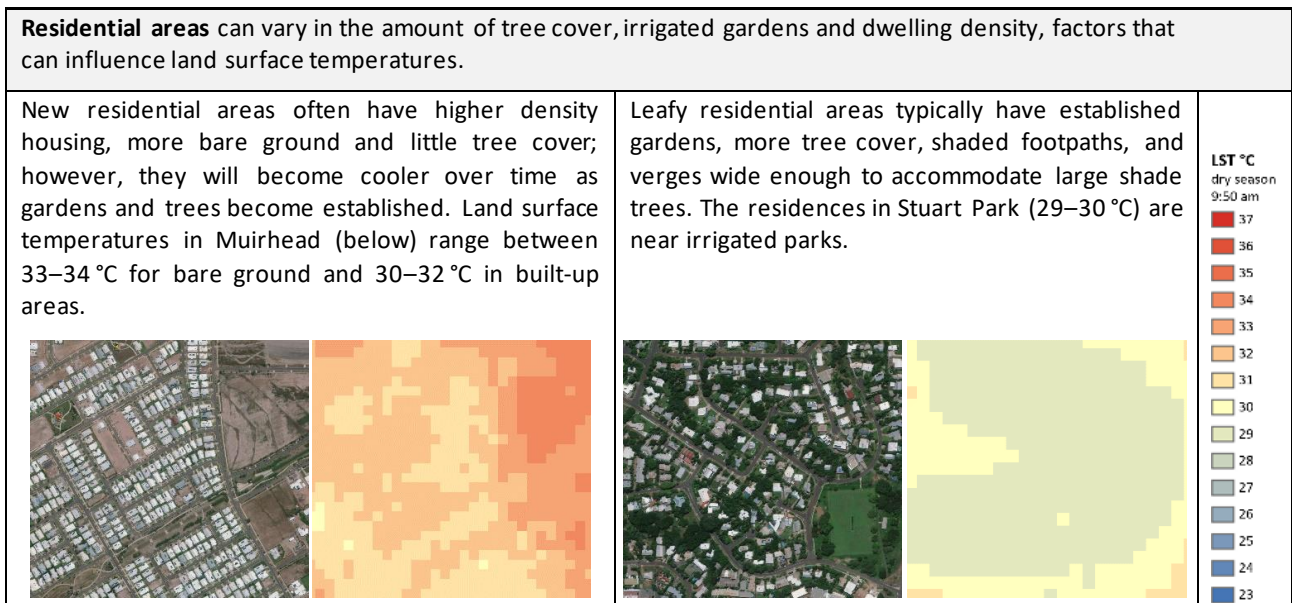 Residential areas can vary in the amount of tree cover, irrigated gardens and dwelling density, factors that
can influence land surface temperatures.
New residential areas often have higher density
housing, more bare ground and little tree cover;
however, they will become cooler over time as
gardens and trees become established. Land surface
temperatures in Muirhead (below) range between
33–34 °C for bare ground and 30–32 °C in built-up
areas.
Leafy residential areas typically have established
gardens, more tree cover, shaded footpaths, and
verges wide enough to accommodate large shade
trees. The residences in Stuart Park (29–30 °C) are
near irrigated parks.
LST °C
dry season
9:50 am
37
36
35
34
33
32
31
30
29
28
27
26
25
24
23